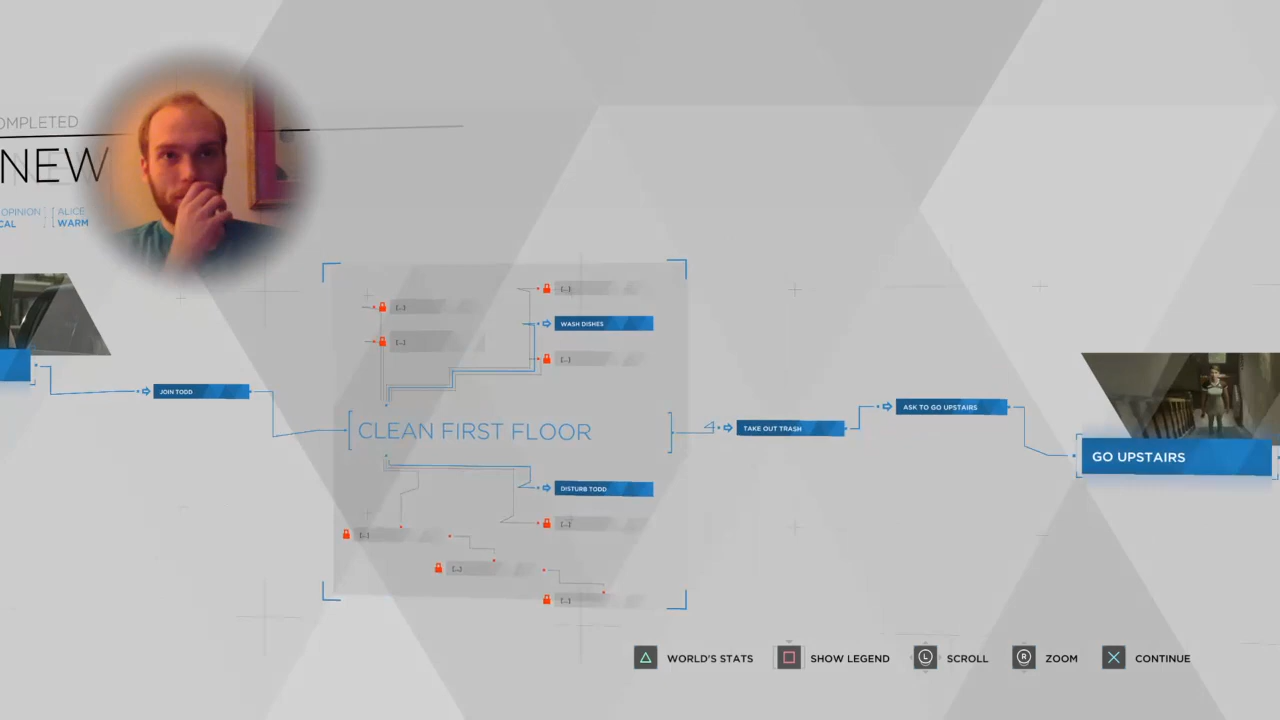 OMPLETED
NEW
OPINION
CAL
ALICE
WARM
[...]
[...]
[...]
WASH DISHES
[...]
JOIN TODD
CLEAN FIRST FLOOR
TAKE OUT TRASH
ASK TO GO UPSTAIRS
GO UPSTAIRS
DISTURB TODD
[...]
[...]
[...]
[...]
WORLD'S STATS
SHOW LEGEND
L
SCROLL
R
ZOOM
CONTINUE